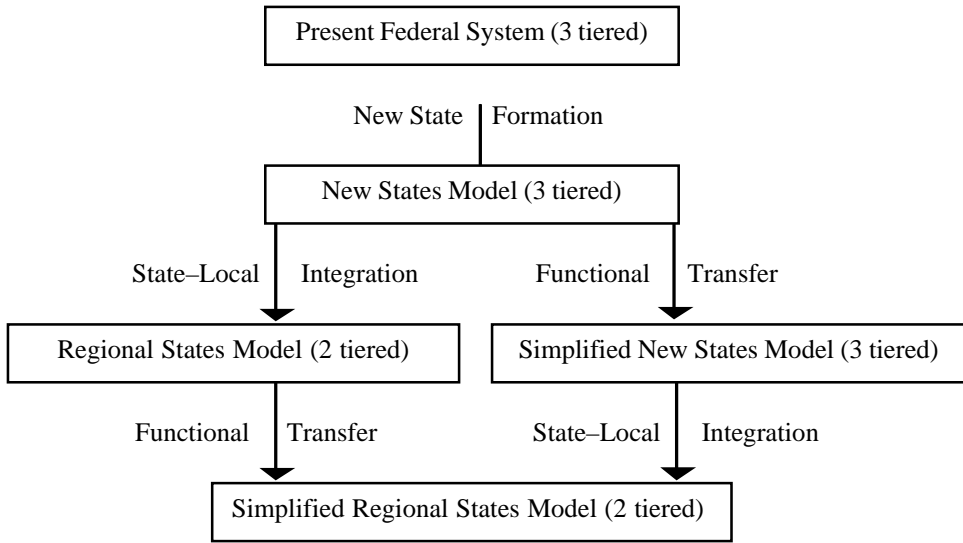 Present Federal System (3 tiered)
New State Formation
New States Model (3 tiered)
State–Local Integration
Functional Transfer
Regional States Model (2 tiered)
Simplified New States Model (3 tiered)
Functional Transfer
State–Local Integration
Simplified Regional States Model (2 tiered)